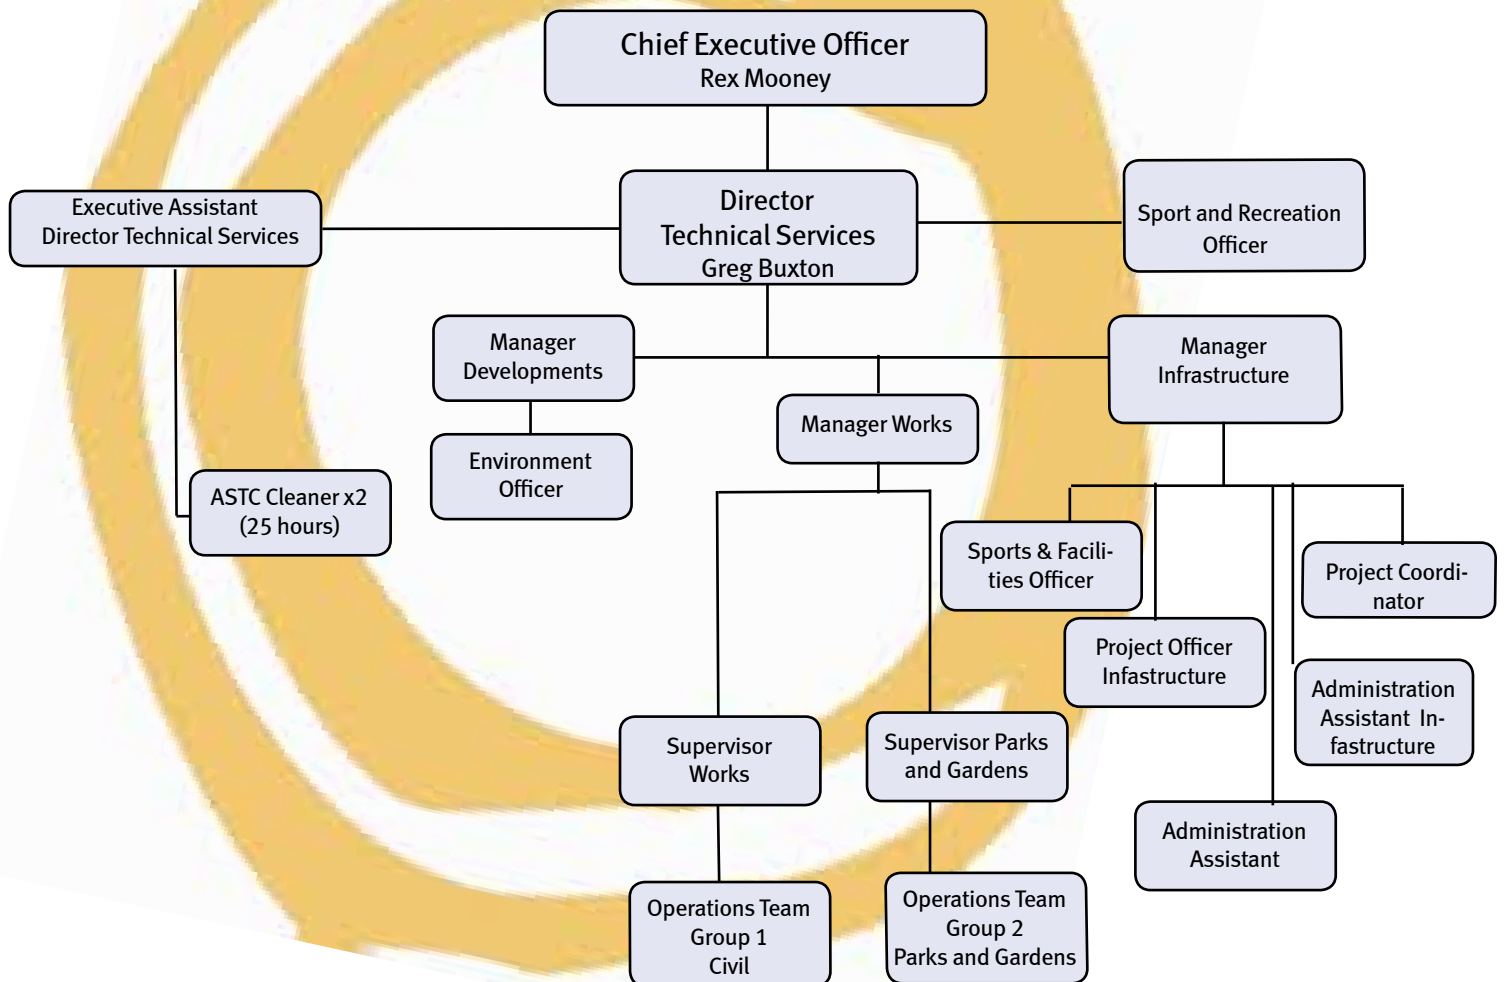 Chief Executive Officer
Rex Mooney
Executive Assistant
Director Technical Services
Director
Technical Services
Greg Buxton
Sport and Recreation
Officer
Manager
Developments
Manager
Infrastructure
Manager Works
Environment
Officer
ASTC Cleaner x2
(25 hours)
Sports & Facili-
ties Officer
Project Coordi-
nator
Project Officer
Infastructure
Administration
Assistant In-
fastructure
Supervisor
Works
Supervisor Parks
and Gardens
Administration
Assistant
Operations Team
Group 1
Civil
Operations Team
Group 2
Parks and Gardens